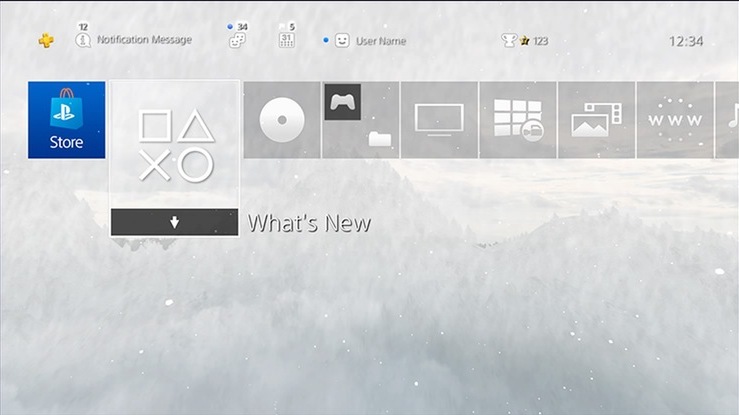 12
Notification Message
34
5
31
User Name
123
12:34
Store
www
What's New